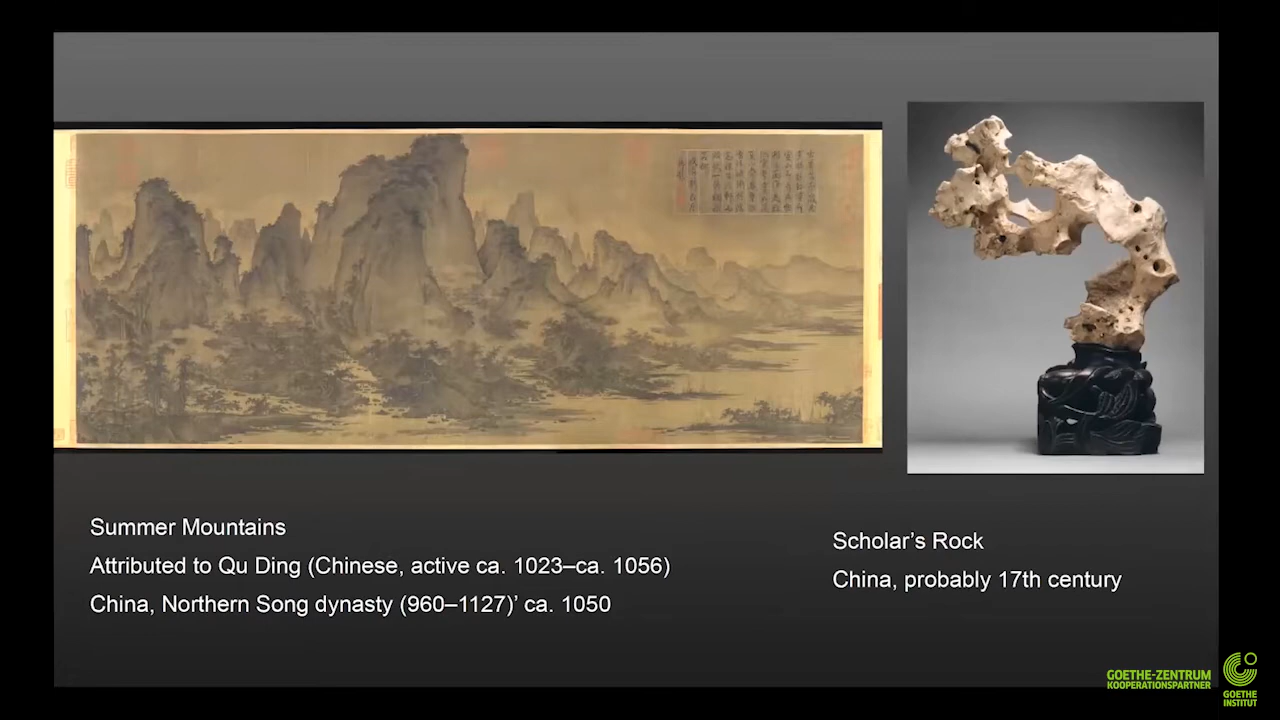 Summer Mountains
Attributed to Qu Ding (Chinese, active ca. 1023–ca. 1056)
China, Northern Song dynasty (960–1127)’ ca. 1050
Scholar’s Rock
China, probably 17th century
GOETHE-ZENTRUM
KOOPERATIONSPARTNER
GOETHE
INSTITUT